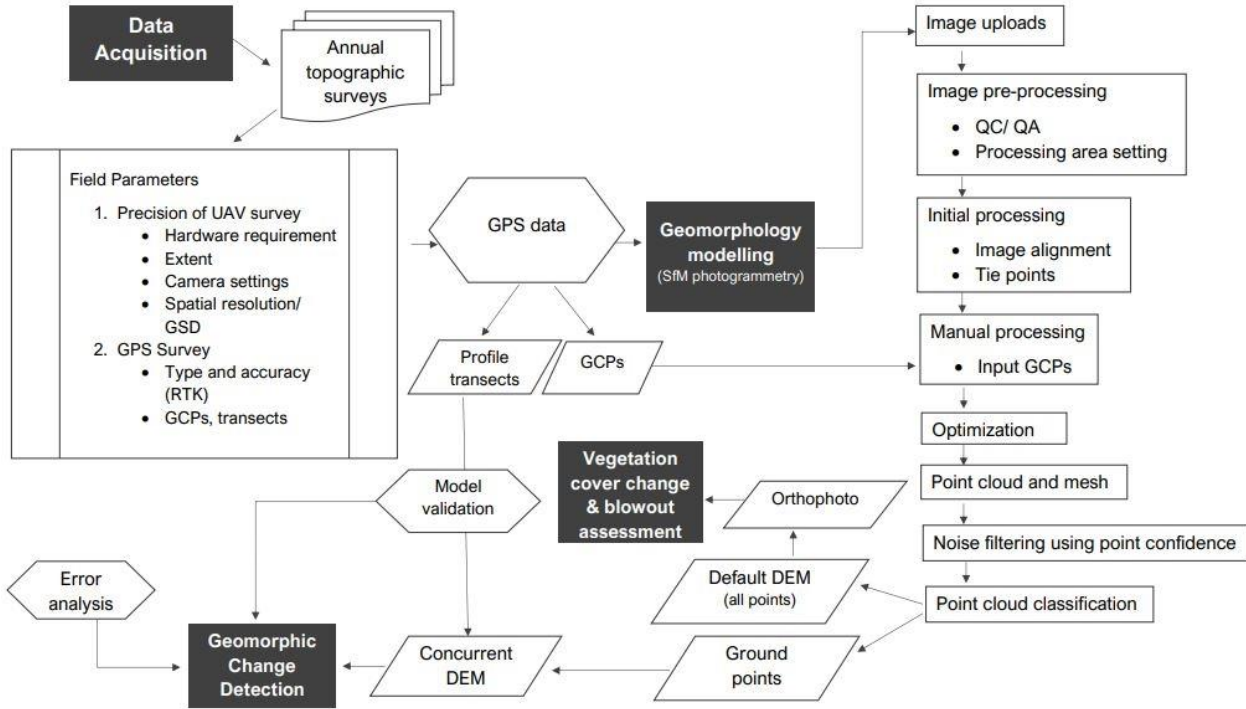 Data
Acquisition
Annual
topographic
surveys
Field Parameters
1. Precision of UAV survey
• Hardware requirement
• Extent
• Camera settings
• Spatial resolution/
GSD
2. GPS Survey
• Type and accuracy
(RTK)
• GCPs, transects
GPS data
Geomorphology
modelling
(SfM photogrammetry)
Profile
transects
GCPs
Image uploads
Image pre-processing
• QC/ QA
• Processing area setting
Initial processing
• Image alignment
• Tie points
Manual processing
• Input GCPs
Optimization
Point cloud and mesh
Noise filtering using point confidence
Point cloud classification
Default DEM
(all points)
Orthophoto
Vegetation
cover change
& blowout
assessment
Ground
points
Concurrent
DEM
Model
validation
Error
analysis
Geomorphic
Change
Detection